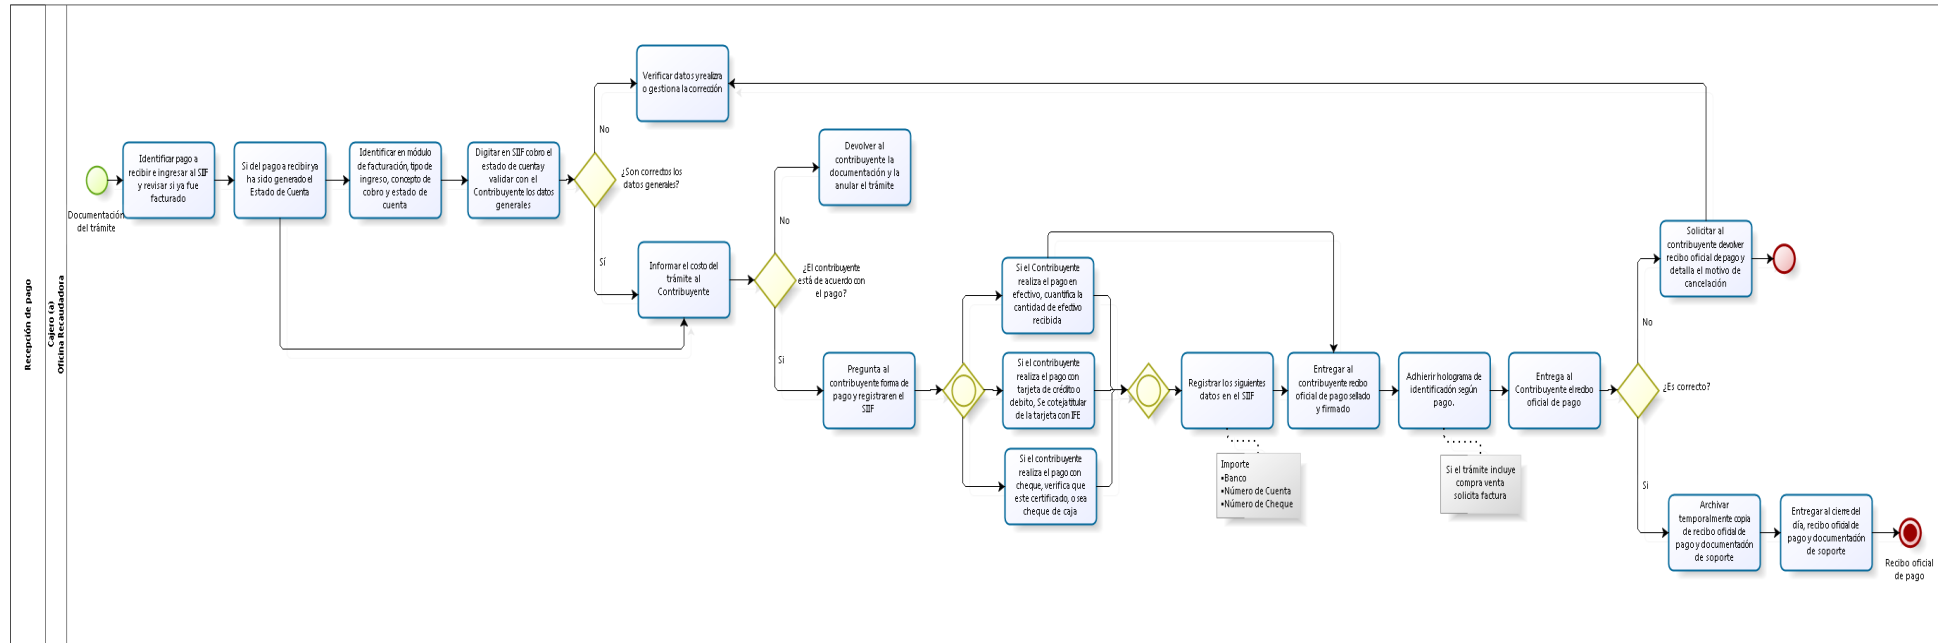 Recepción de pago
Cajero (a)
Oficina Recaudadora
Documentación
del trámite
Identificar pago a
recibir e ingresar al SIIF
y revisar si ya fue
facturado
Si del pago a recibir ya
ha sido generado el
Estado de Cuenta
Identificar en módulo
de facturación, tipo de
ingreso, concepto de
cobro y estado de
cuenta
Digitar en SIIF cobro el
estado de cuenta y
validar con el
Contribuyente los datos
generales
¿Son correctos los
datos generales?
No
Verificar datos y realiza
o gestiona la corrección
Sí
Informar el costo del
trámite al
Contribuyente
¿El contribuyente
está de acuerdo con
el pago?
No
Devolver al
contribuyente la
documentación y la
anular el trámite
Si
Pregunta al
contribuyente forma de
pago y registrar en el
SIIF
Si el Contribuyente
realiza el pago en
efectivo, cuantifica la
cantidad de efectivo
recibida
Si el contribuyente
realiza el pago con
tarjeta de crédito o
debito, Se coteja titular
de la tarjeta con IFE
Si el contribuyente
realiza el pago con
cheque, verifica que
este certificado, o sea
cheque de caja
Registrar los siguientes
datos en el SIIF
Importe
•Banco
•Número de Cuenta
•Número de Cheque
Entregar al
contribuyente recibo
oficial de pago sellado
y firmado
Adhierir holograma de
identificación según
pago.
Si el trámite incluye
compra venta
solicita factura
Entrega al
Contribuyente el recibo
oficial de pago
¿Es correcto?
No
Solicitar al
contribuyente devolver
recibo oficial de pago y
detalla el motivo de
cancelación
Si
Archivar
temporalmente copia
de recibo oficial de
pago y documentación
de soporte
Entregar al cierre del
día, recibo oficial de
pago y documentación
de soporte
Recibo oficial
de pago